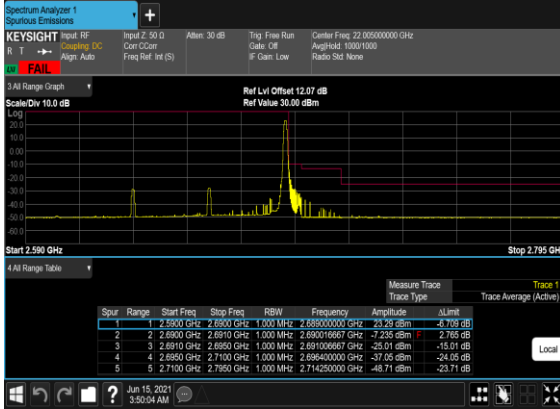 Spectrum Analyzer 1
Spurious Emissions
+
KEYSIGHT Input: RF Input Z: 50 Ω Atten: 30 dB Trig: Free Run Center Freq: 22.005000000 GHz
R T Coupling: DC Corr CCorr Gate: Off Avg|Hold: 1000/1000
Align: Auto Freq Ref: Int (S) IF Gain: Low Radio Std: None
FAIL
3 All Range Graph
Ref Lvl Offset 12.07 dB
Scale/Div 10.0 dB Ref Value 30.00 dBm
Log
20.0
10.0
0.00
-10.0
-20.0
-30.0
-40.0
-50.0
-60.0
Start 2.590 GHz Stop 2.795 GH
4 All Range Table
Measure Trace Trace 1
Trace Type Trace Average (Active)
Spur Range Start Freq Stop Freq RBW Frequency Amplitude ΔLimit
1 1 2.5900 GHz 2.6900 GHz 1.000 MHz 2.689000000 GHz 23.29 dBm -6.709 dB
2 2 2.6900 GHz 2.6910 GHz 1.000 MHz 2.690016667 GHz -7.235 dBm F 2.765 dB
3 3 2.6910 GHz 2.6950 GHz 1.000 MHz 2.691006667 GHz -25.01 dBm -15.01 dB
4 4 2.6950 GHz 2.7100 GHz 1.000 MHz 2.696400000 GHz -37.05 dBm -24.05 dB
5 5 2.7100 GHz 2.7950 GHz 1.000 MHz 2.714250000 GHz -48.71 dBm -23.71 dB
Local
? Jun 15, 2021
3:50:04 AM